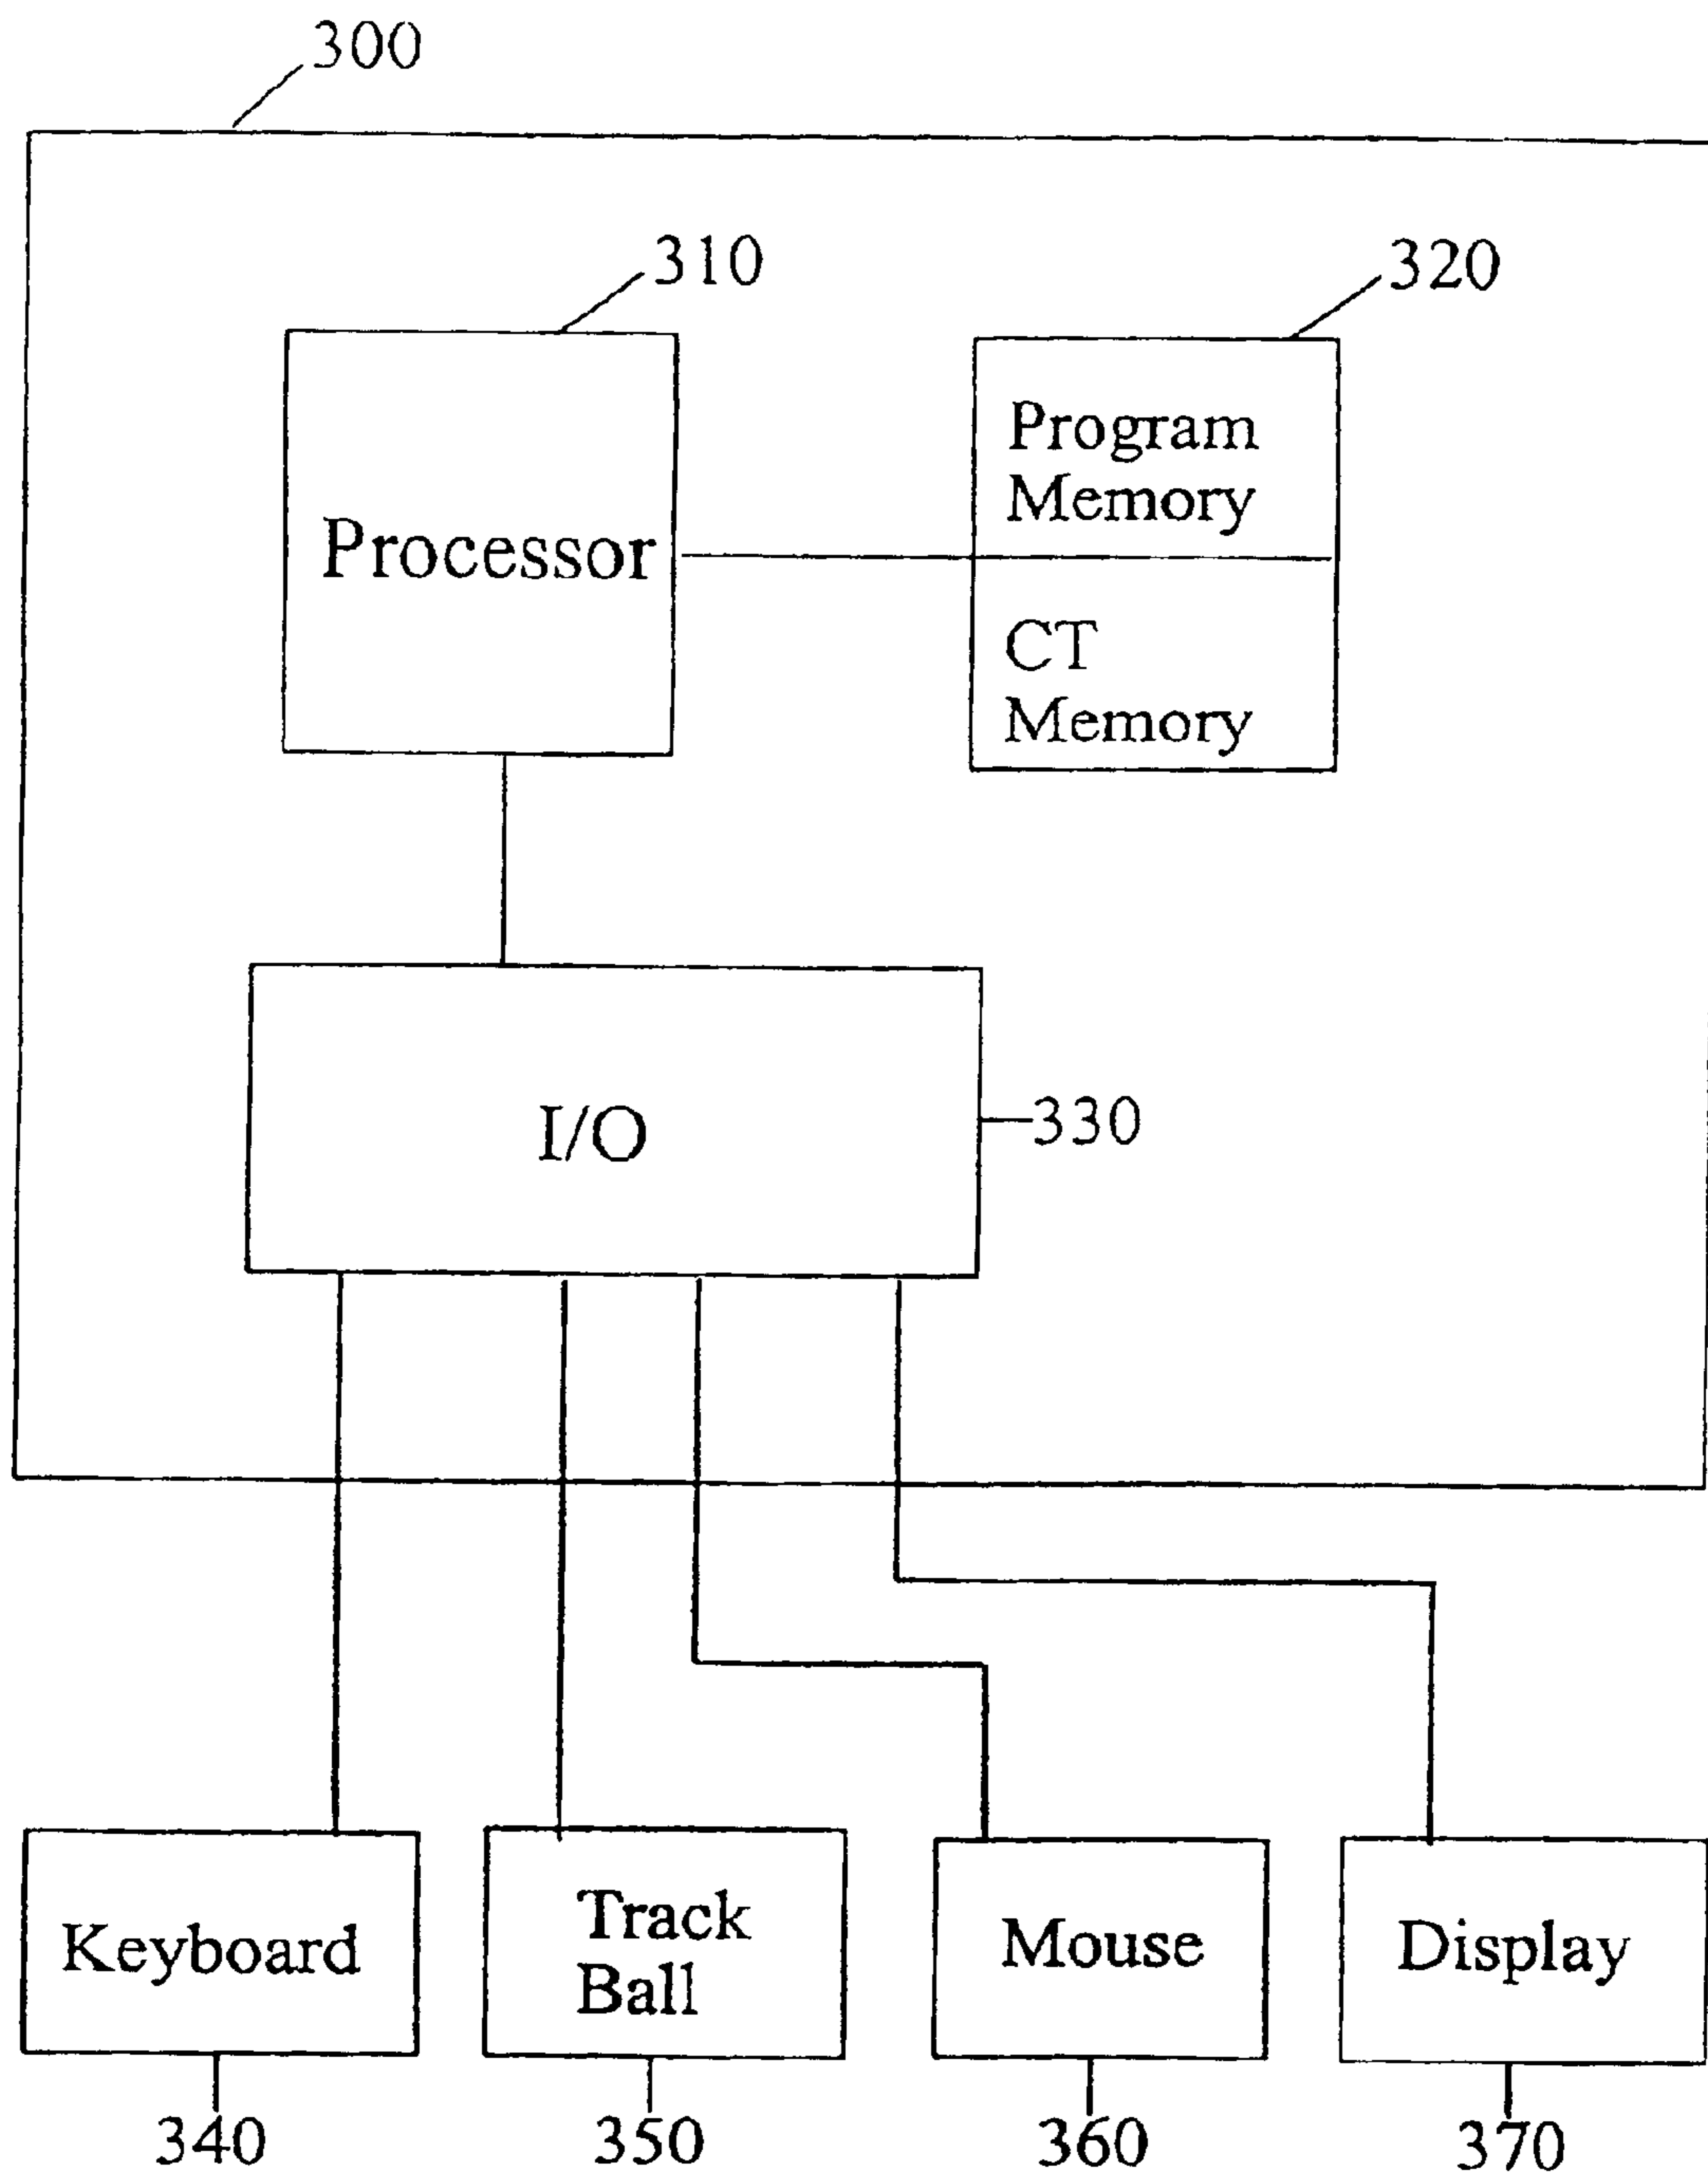 300
310
320
Program
Memory
Processor
CT
Memory
I/O
330
Keyboard
Track
Ball
Mouse
Display
340
350
360
370